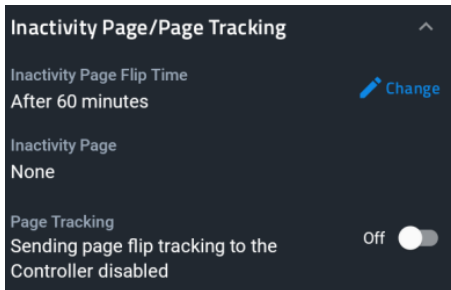 Inactivity Page/Page Tracking
Inactivity Page Flip Time
After 60 minutes
Change
Inactivity Page
None
Page Tracking
Sending page flip tracking to the
Controller disabled
Off